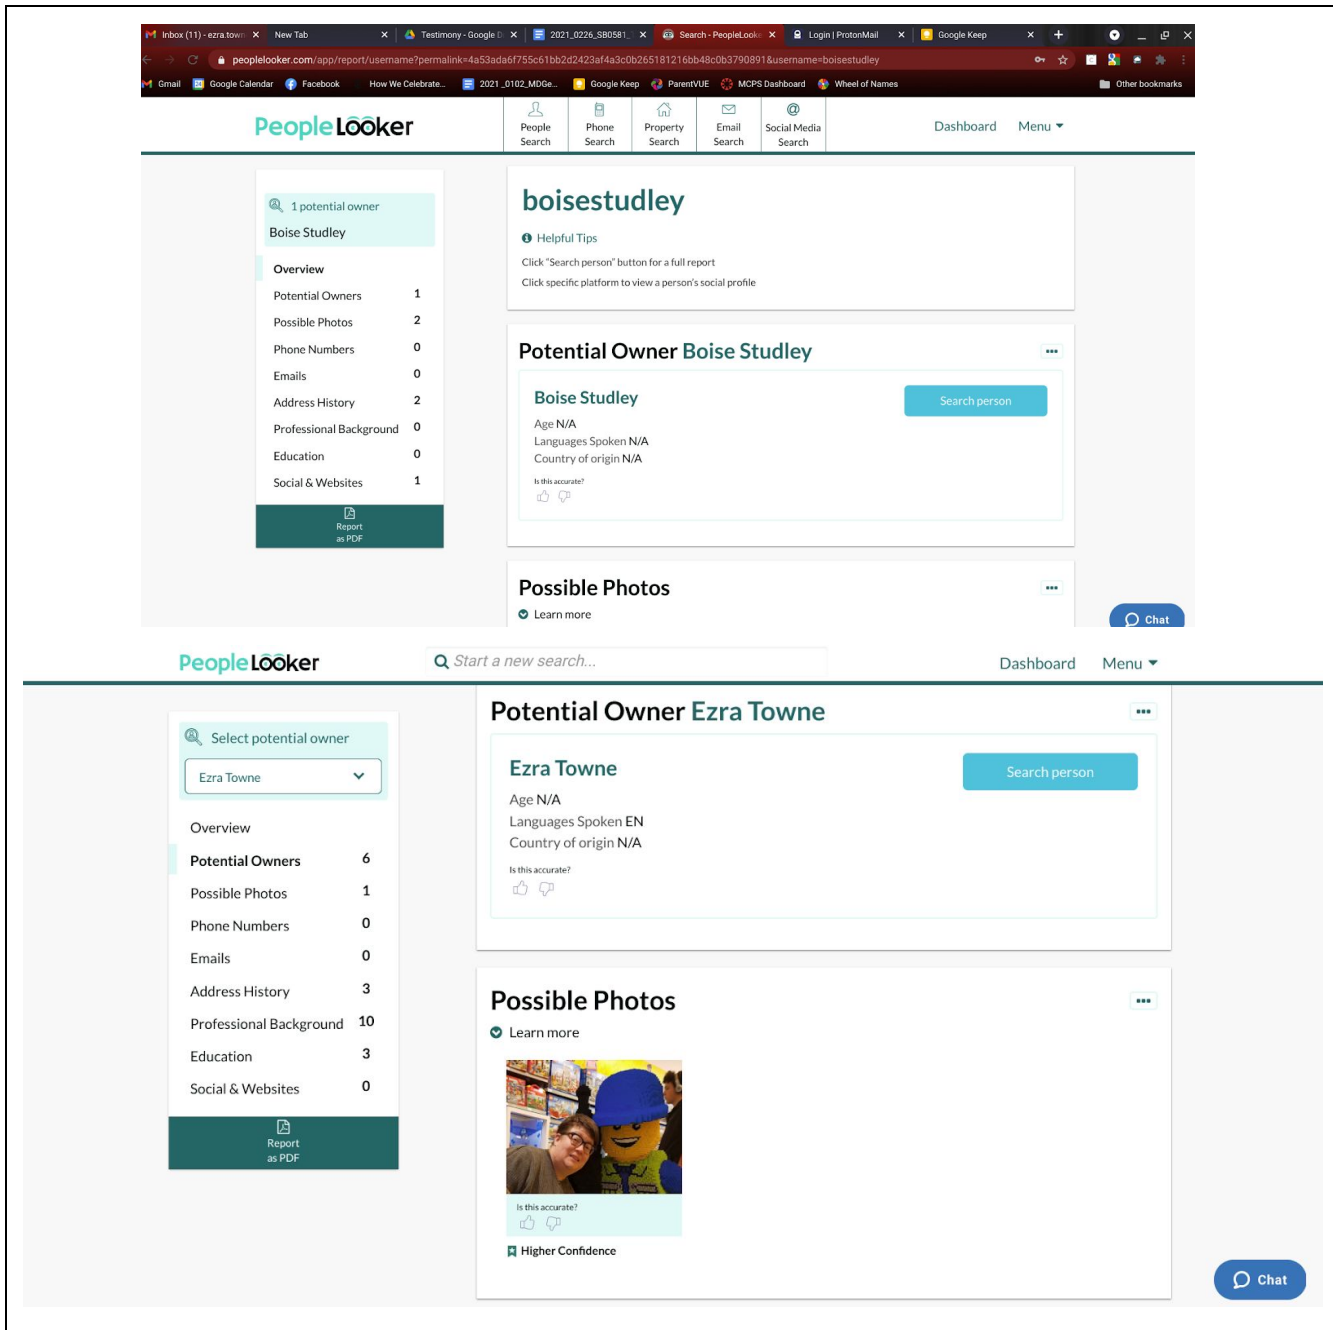 Inbox (11) - ezra.town
New Tab
Testimony - Google D
2021_0226_SB0581_
Search - PeopleLook
Login | ProtonMail
Google Keep
peoplelooker.com/app/report/username?permalink=4a53ada6f755c61bb2d2423af4a3c0b265181216bb48c0b3790891&username=boisestudley
Gmail
Google Calendar
Facebook
How We Celebrate...
2021 _0102_MDGe...
Google Keep
ParentVUE
MCPS Dashboard
Wheel of Names
Other bookmarks
PeopleLooker
People Search
Phone Search
Property Search
Email Search
@
Social Media Search
Dashboard
Menu
1 potential owner
Boise Studley
Overview
Potential Owners 1
Possible Photos 2
Phone Numbers 0
Emails 0
Address History 2
Professional Background 0
Education 0
Social & Websites 1
Report
as PDF
boisestudley
Helpful Tips
Click "Search person" button for a full report
Click specific platform to view a person's social profile
Potential Owner Boise Studley
Boise Studley
Search person
Age N/A
Languages Spoken N/A
Country of origin N/A
Is this accurate?
Possible Photos
Learn more
Chat
PeopleLooker
Start a new search...
Dashboard
Menu
Select potential owner
Ezra Towne
Overview
Potential Owners 6
Possible Photos 1
Phone Numbers 0
Emails 0
Address History 3
Professional Background 10
Education 3
Social & Websites 0
Report
as PDF
Potential Owner Ezra Towne
Ezra Towne
Search person
Age N/A
Languages Spoken EN
Country of origin N/A
Is this accurate?
Possible Photos
Learn more
Is this accurate?
Higher Confidence
Chat